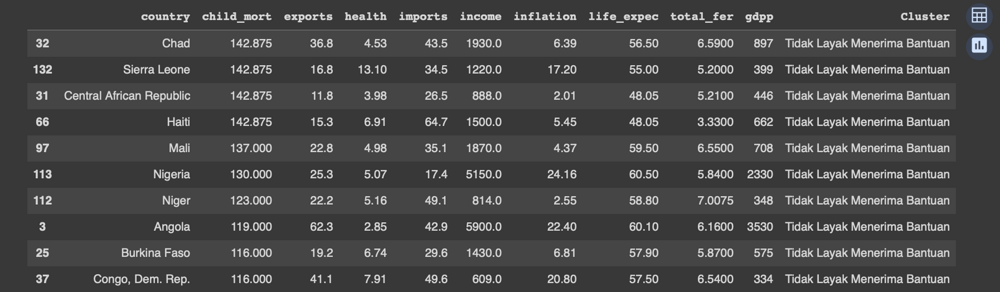 country child_mort exports health imports income inflation life_expec total_fer gdpp Cluster
32 Chad 142.875 36.8 4.53 43.5 1930.0 6.39 56.50 6.5900 897 Tidak Layak Menerima Bantuan
132 Sierra Leone 142.875 16.8 13.10 34.5 1220.0 17.20 55.00 5.2000 399 Tidak Layak Menerima Bantuan
31 Central African Republic 142.875 11.8 3.98 26.5 888.0 2.01 48.05 5.2100 446 Tidak Layak Menerima Bantuan
66 Haiti 142.875 15.3 6.91 64.7 1500.0 5.45 48.05 3.3300 662 Tidak Layak Menerima Bantuan
97 Mali 137.000 22.8 4.98 35.1 1870.0 4.37 59.50 6.5500 708 Tidak Layak Menerima Bantuan
113 Nigeria 130.000 25.3 5.07 17.4 5150.0 24.16 60.50 5.8400 2330 Tidak Layak Menerima Bantuan
112 Niger 123.000 22.2 5.16 49.1 814.0 2.55 58.80 7.0075 348 Tidak Layak Menerima Bantuan
3 Angola 119.000 62.3 2.85 42.9 5900.0 22.40 60.10 6.1600 3530 Tidak Layak Menerima Bantuan
25 Burkina Faso 116.000 19.2 6.74 29.6 1430.0 6.81 57.90 5.8700 575 Tidak Layak Menerima Bantuan
37 Congo, Dem. Rep. 116.000 41.1 7.91 49.6 609.0 20.80 57.50 6.5400 334 Tidak Layak Menerima Bantuan